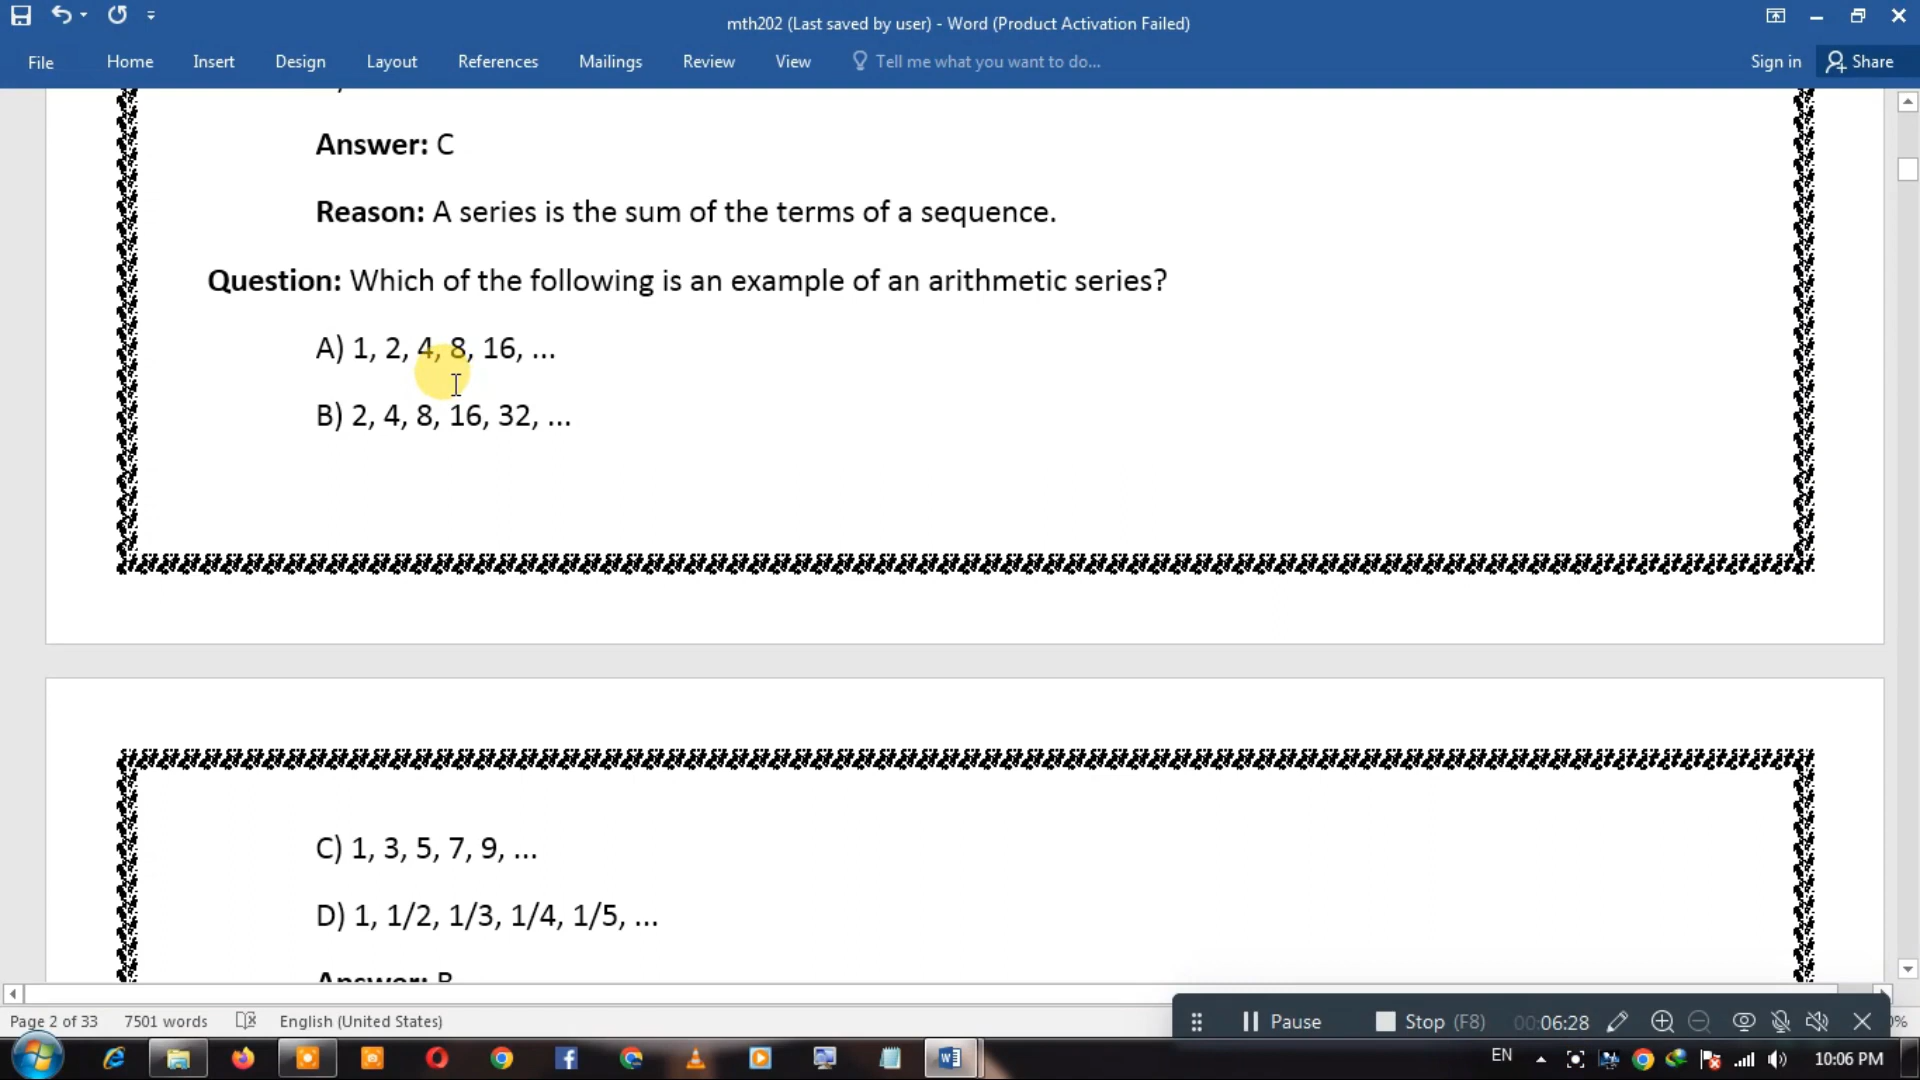 mth202 (Last saved by user) - Word (Product Activation Failed)
File Home Insert Design Layout References Mailings Review View Tell me what you want to do... Sign in Share
Answer: C
Reason: A series is the sum of the terms of a sequence.
Question: Which of the following is an example of an arithmetic series?
A) 1, 2, 4, 8, 16, ...
B) 2, 4, 8, 16, 32, ...
C) 1, 3, 5, 7, 9, ...
D) 1, 1/2, 1/3, 1/4, 1/5, ...
Answer: B
Page 2 of 33 7501 words English (United States) Pause Stop (F8) 00:06:28 0%
EN 10:06 PM